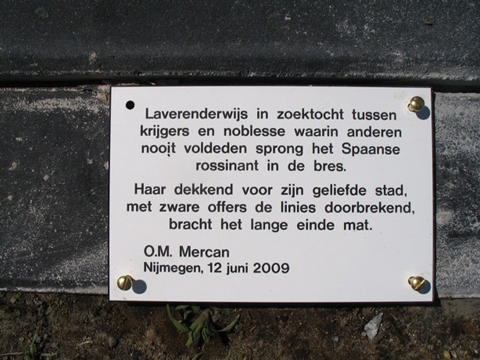 Laverenderwijs in zoektocht tussen
krijgers en noblesse waarin anderen
nooit voldeden sprong het Spaanse
rossinant in de bres.
Haar dekkend voor zijn geliefde stad,
met zware offers de linies doorbrekend,
bracht het lange einde mat.
O.M. Mercan
Nijmegen, 12 juni 2009